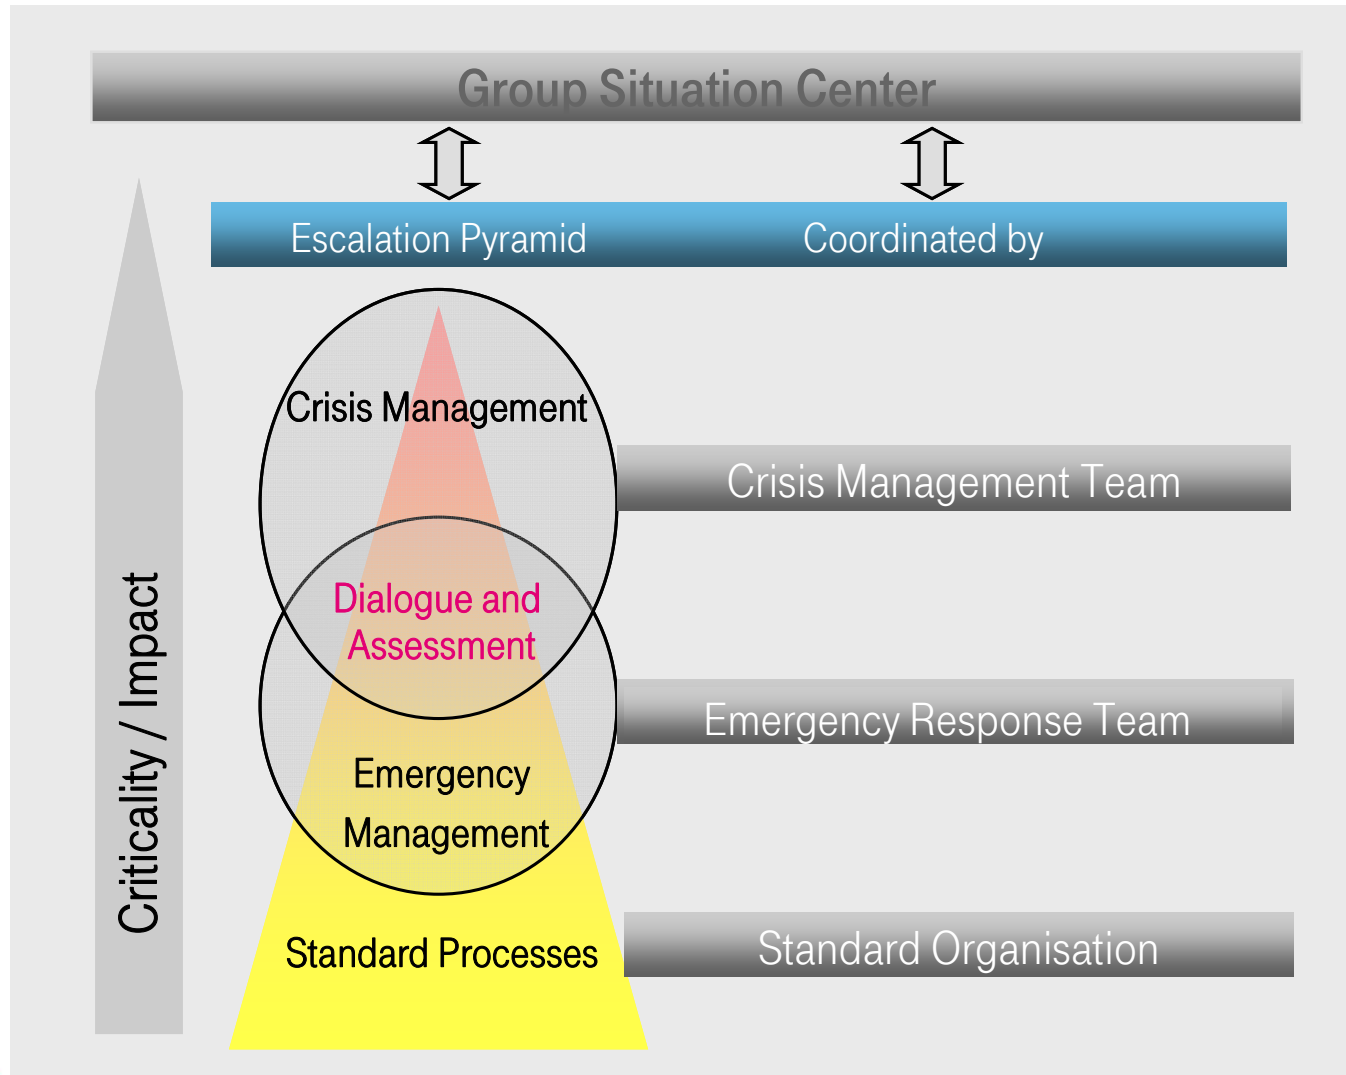 Group Situation Center
Escalation Pyramid
Coordinated by
Crisis Management
Crisis Management Team
Dialogue and
Assessment
Emergency Response Team
Emergency
Management
Standard Processes
Standard Organisation
Criticality / Impact